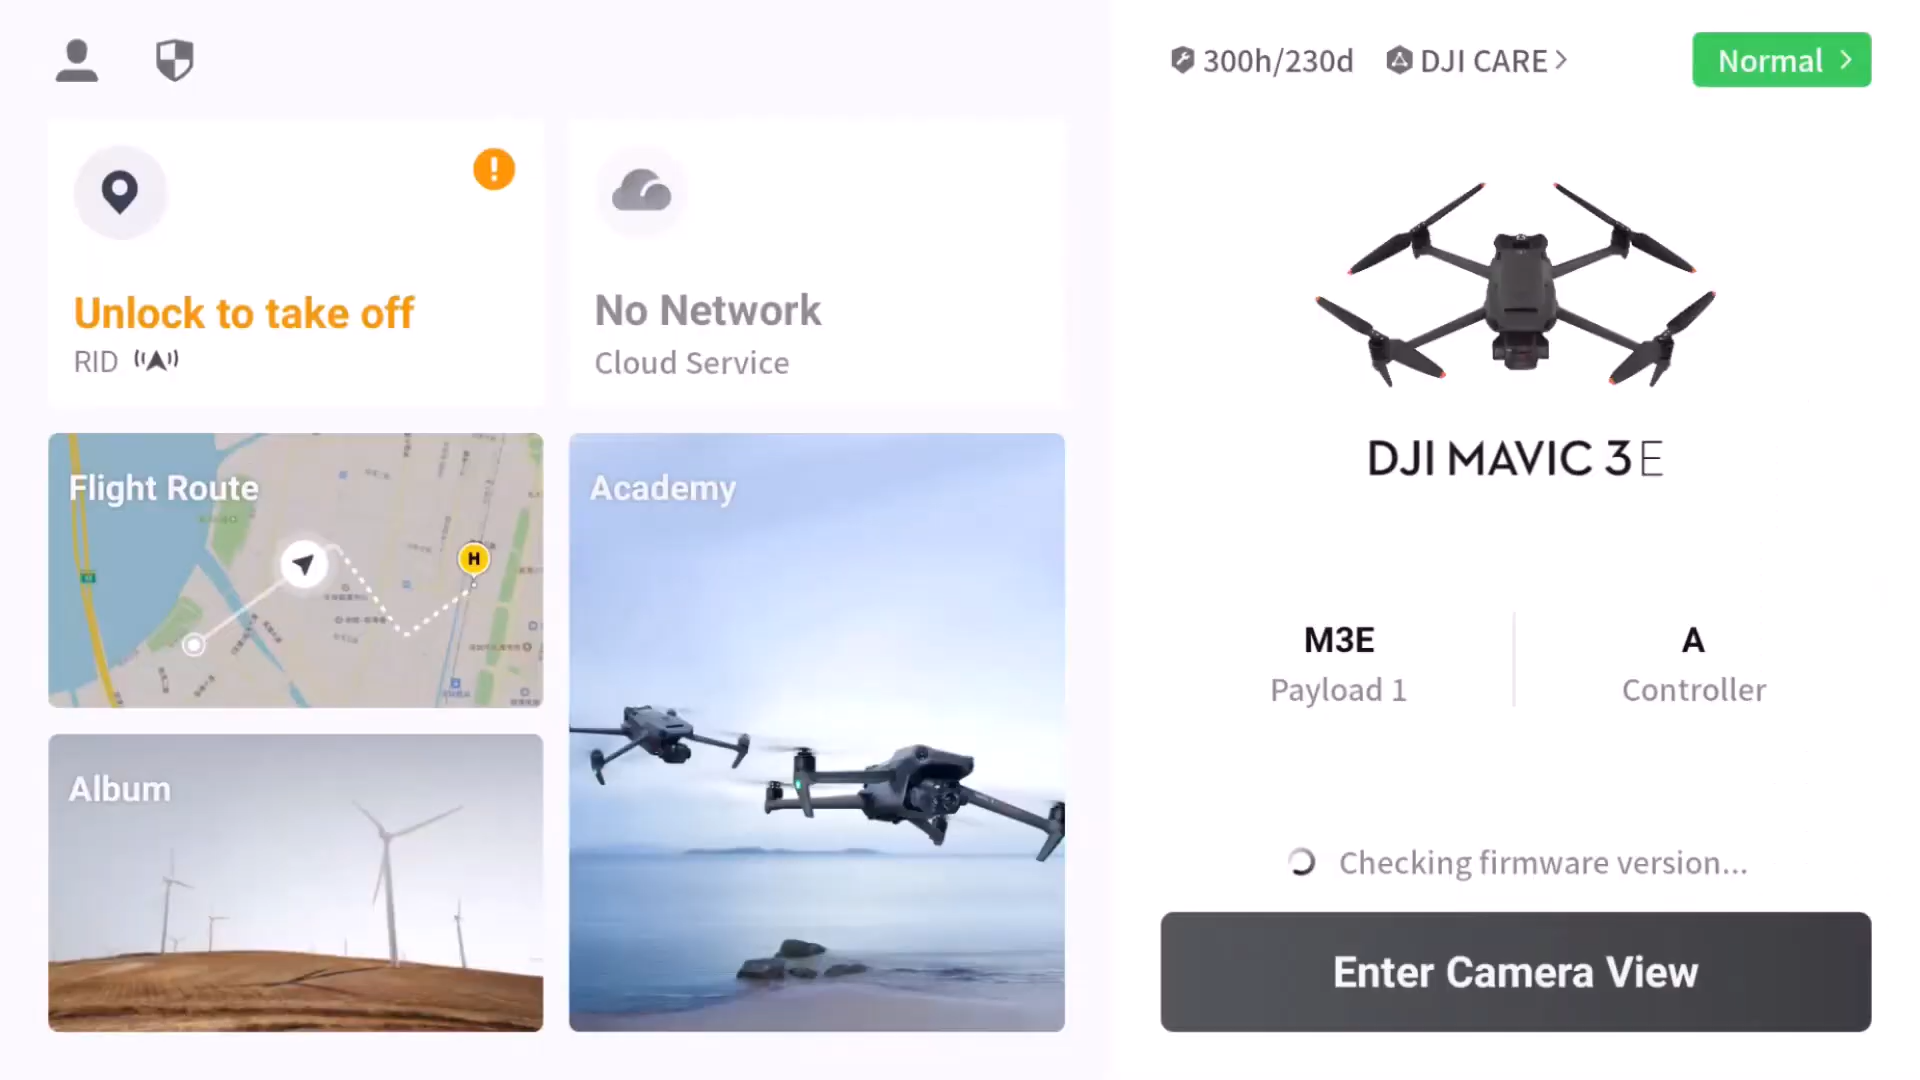 300h/230d DJI CARE
Normal
Unlock to take off
RID
No Network
Cloud Service
DJI MAVIC 3E
Flight Route
H
Academy
M3E
Payload 1
A
Controller
Album
Checking firmware version...
Enter Camera View